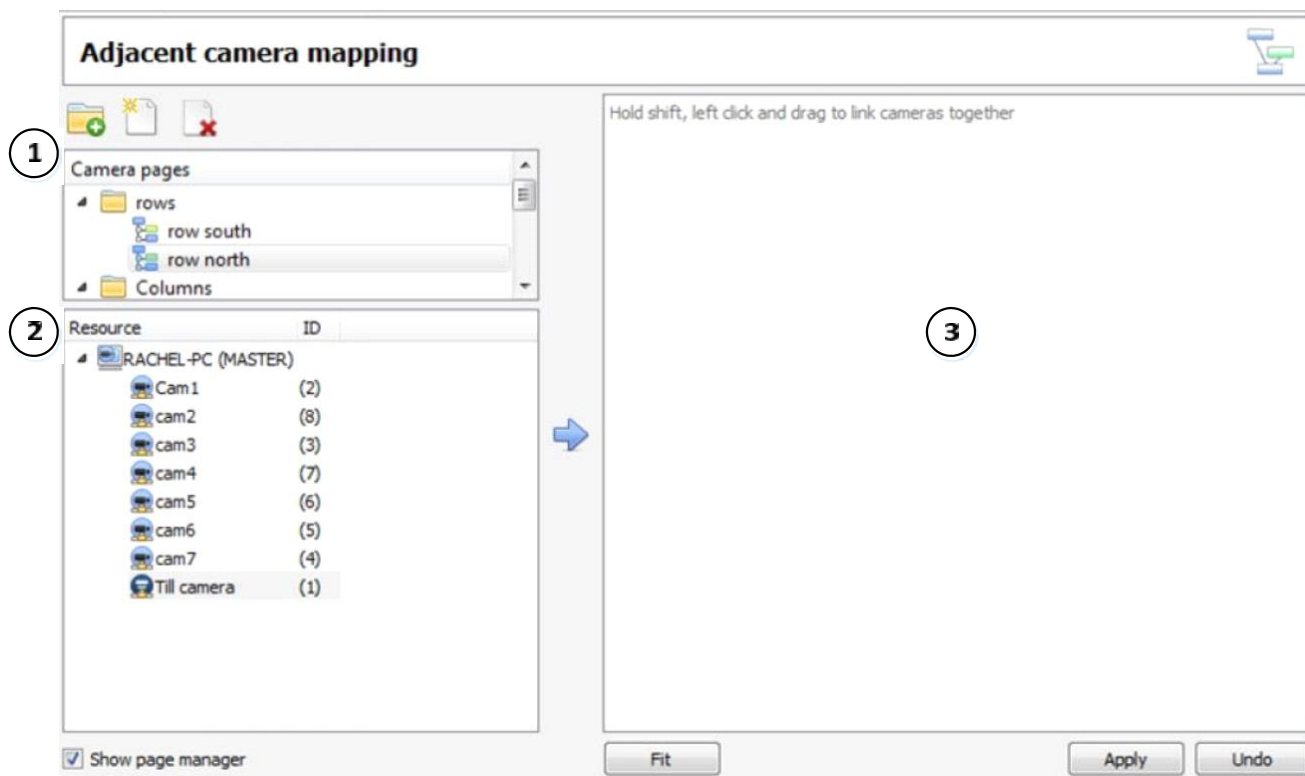 Adjacent camera mapping
Hold shift, left click and drag to link cameras together
1
Camera pages
rows
row south
row north
Columns
2
Resource ID
RACHEL-PC (MASTER)
Cam1 (2)
cam2 (8)
cam3 (3)
cam4 (7)
cam5 (6)
cam6 (5)
cam7 (4)
Till camera (1)
3
Show page manager
Fit Apply Undo